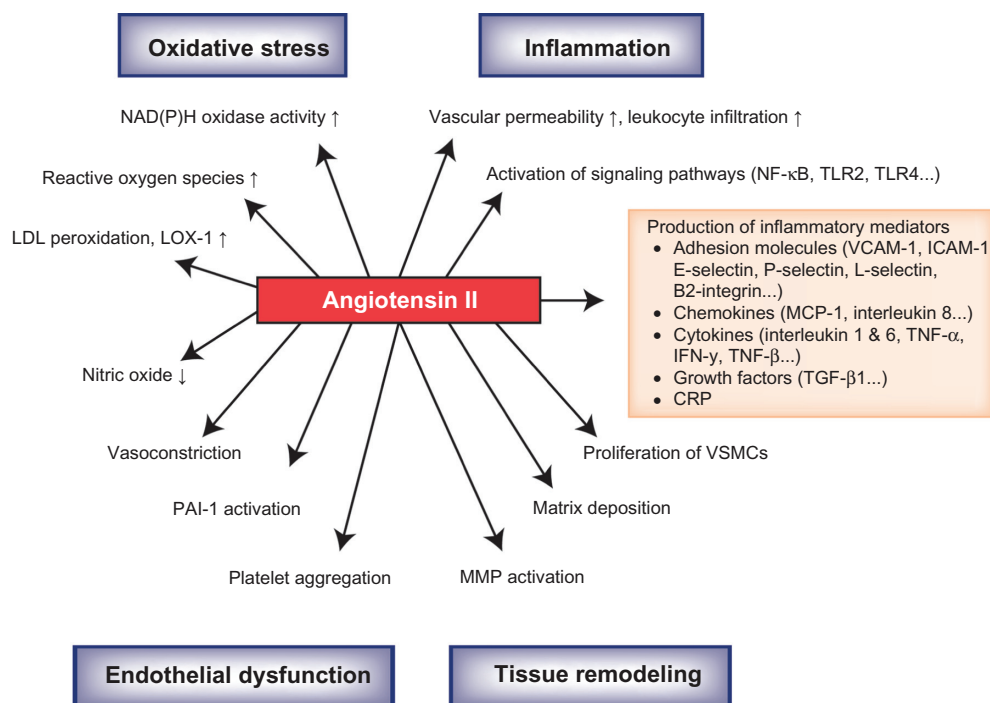 Oxidative stress
Inflammation
NAD(P)H oxidase activity ↑
Vascular permeability ↑, leukocyte infiltration ↑
Reactive oxygen species ↑
Activation of signaling pathways (NF-κB, TLR2, TLR4...)
LDL peroxidation, LOX-1 ↑
Production of inflammatory mediators
• Adhesion molecules (VCAM-1, ICAM-1
E-selectin, P-selectin, L-selectin,
B2-integrin...)
• Chemokines (MCP-1, interleukin 8...)
• Cytokines (interleukin 1 & 6, TNF-α,
IFN-y, TNF-β...)
• Growth factors (TGF-β1...)
• CRP
Angiotensin II
Nitric oxide ↓
Vasoconstriction
Proliferation of VSMCs
PAI-1 activation
Matrix deposition
Platelet aggregation
MMP activation
Endothelial dysfunction
Tissue remodeling